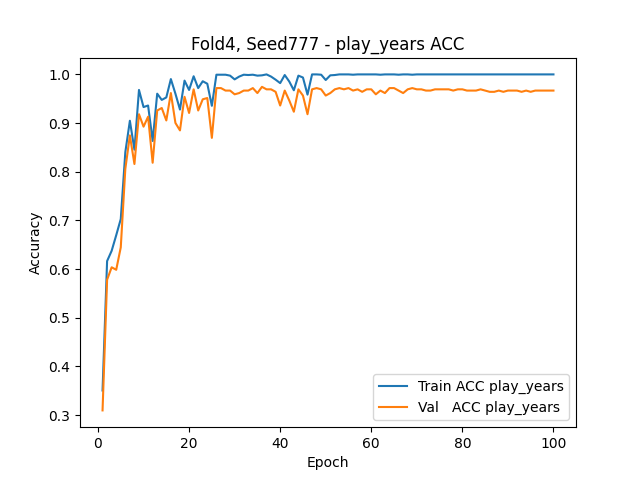 Fold4, Seed777 - play_years ACC
1.0
0.9
0.8
0.7
0.6
0.5
0.4
0.3
Accuracy
0
20
40
60
80
100
Epoch
Train ACC play_years
Val   ACC play_years